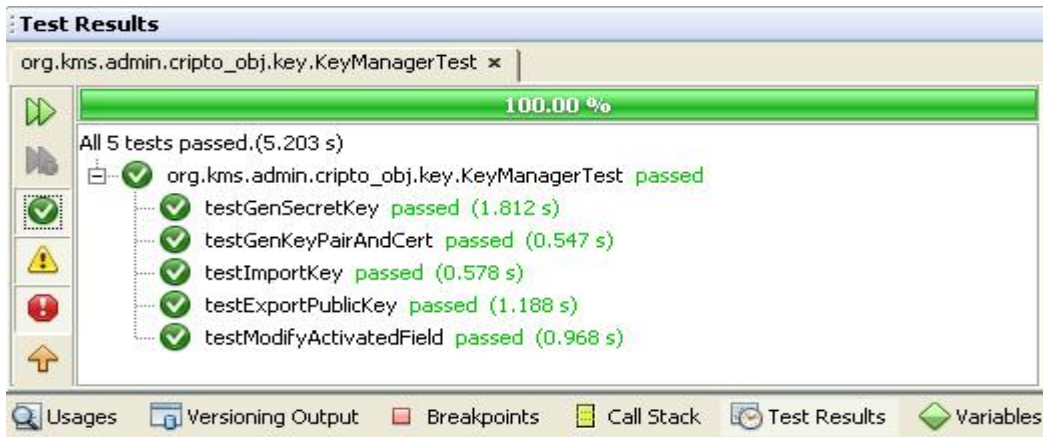 Test Results
org.kms.admin.cripto_obj.key.KeyManagerTest ×
100.00 %
All 5 tests passed.(5.203 s)
org.kms.admin.cripto_obj.key.KeyManagerTest passed
testGenSecretKey passed (1.812 s)
testGenKeyPairAndCert passed (0.547 s)
testImportKey passed (0.578 s)
testExportPublicKey passed (1.188 s)
testModifyActivatedField passed (0.968 s)
Usages Versioning Output Breakpoints Call Stack Test Results Variables